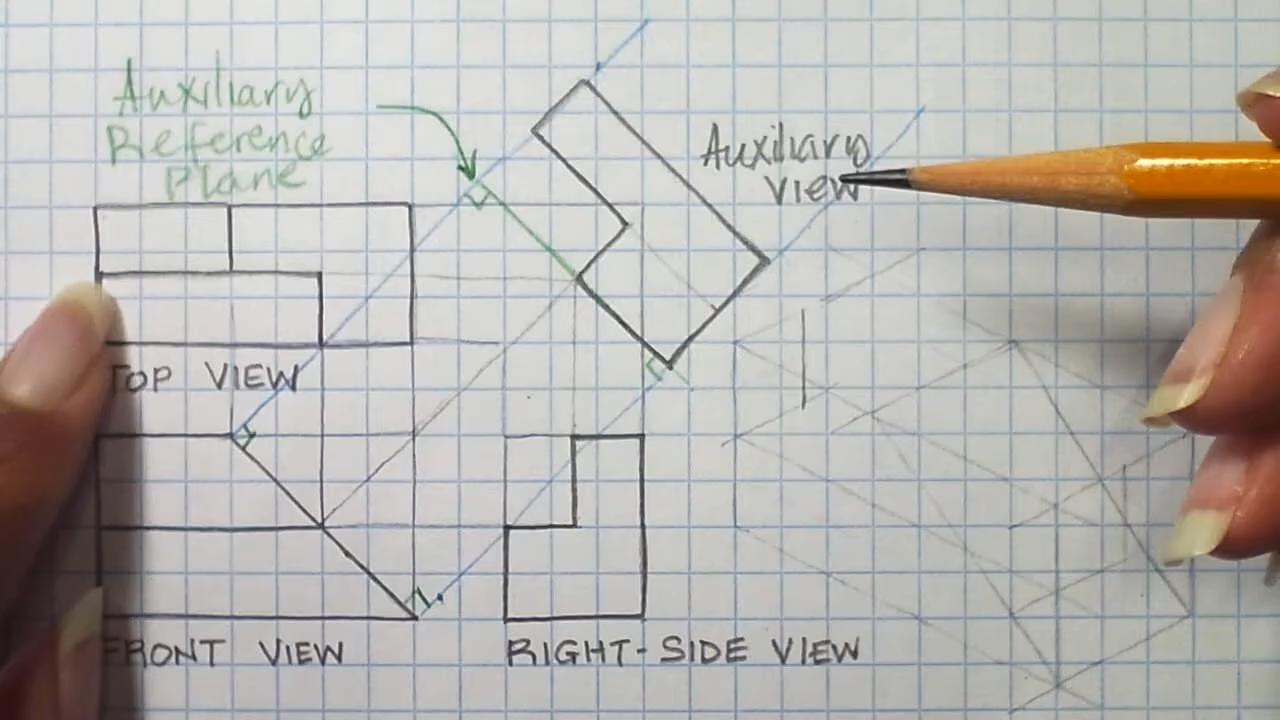 Auxiliary
Reference
Plane
Auxiliary
View
TOP VIEW
FRONT VIEW
RIGHT-SIDE VIEW